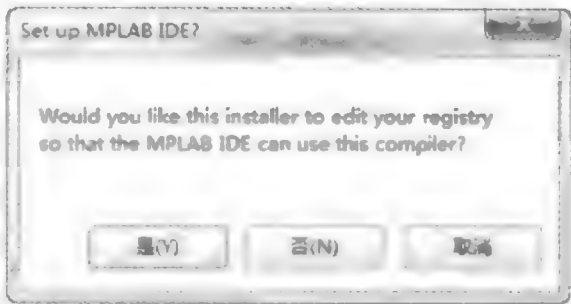 Set up MPLAB IDE?
Would you like this installer to edit your registry
so that the MPLAB IDE can use this compiler?
是(Y)
否(N)
取消